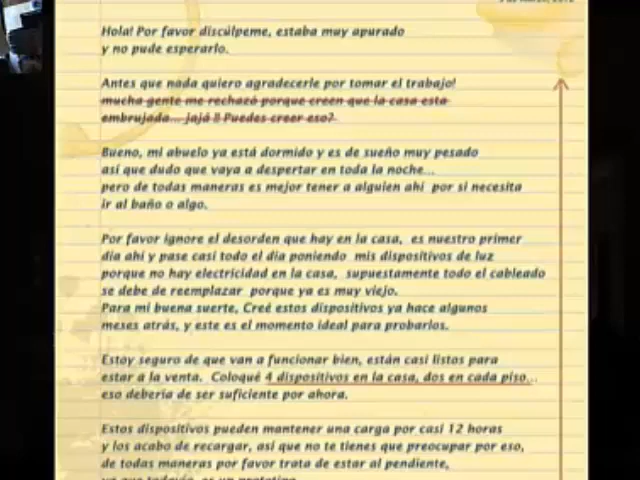 Hola! Por favor discúlpeme, estaba muy apurado
y no pude esperarlo.
Antes que nada quiero agradecerle por tomar el trabajo!
mucha gente me rechazó porque creen que la casa esta
embrujada... Jajá !! Puedes creer eso?
Bueno, mi abuelo ya está dormido y es de sueño muy pesado
así que dudo que vaya a despertar en toda la noche...
pero de todas maneras es mejor tener a alguien ahí por si necesita
ir al baño o algo.
Por favor ignore el desorden que hay en la casa, es nuestro primer
dia ahí y pase casi todo el dia poniendo mis dispositivos de luz
porque no hay electricidad en la casa, supuestamente todo el cableado
se debe de reemplazar porque ya es muy viejo.
Para mi buena suerte, Creé estos dispositivos ya hace algunos
meses atrás, y este es el momento ideal para probarlos.
Estoy seguro de que van a funcionar bien, están casi listos para
estar a la venta. Coloqué 4 dispositivos en la casa, dos en cada piso...
eso debería de ser suficiente por ahora.
Estos dispositivos pueden mantener una carga por casi 12 horas
y los acabo de recargar, asi que no te tienes que preocupar por eso,
de todas maneras por favor trata de estar al pendiente,